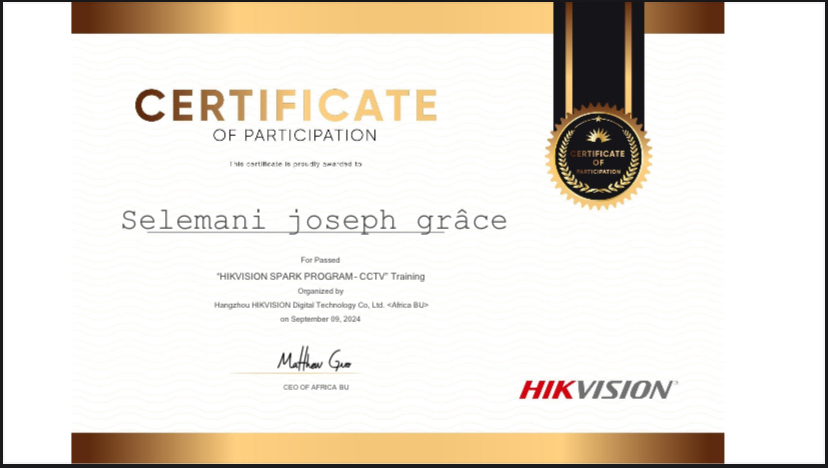 CERTIFICATE
OF PARTICIPATION
This certificate is proudly awarded to
Selemani joseph grâce
For Passed
"HIKVISION SPARK PROGRAM- CCTV" Training
Organized by
Hangzhou HIKVISION Digital Technology Co, Ltd. <Africa BU>
on September 09, 2024
Matthew Guo
CEO OF AFRICA BU
CERTIFICATE
OF
PARTICIPATION
HIKVISION